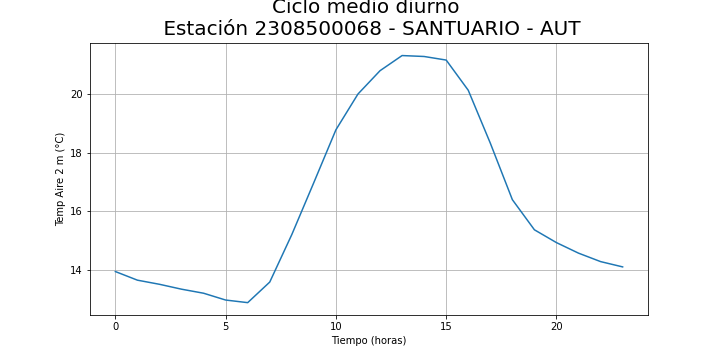 Ciclo medio diurno
Estación 2308500068 - SANTUARIO - AUT
Temp Aire 2 m (°C)
20
18
16
14
0
5
10
15
20
Tiempo (horas)